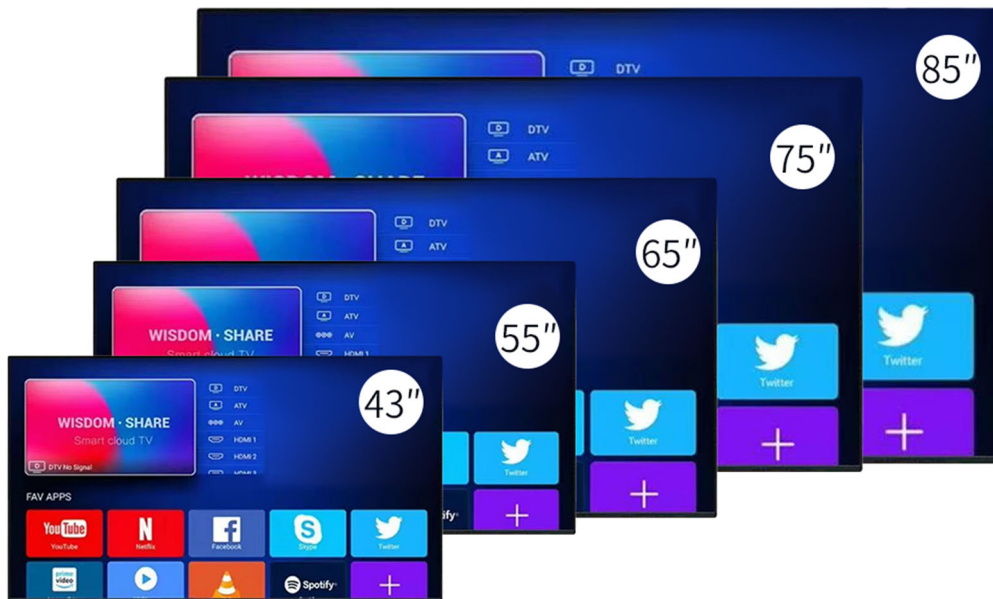 DTV
85"
DTV
ATV
75"
DTV
ATV
65"
WISDOM · SHARE
DTV
ATV
AV
HDMI 1
55"
WISDOM · SHARE
Smart cloud TV
DTV No Signal
DTV
ATV
AV
HDMI 1
HDMI 2
43"
Twitter
Twitter
Twitter
Twitter
FAV APPS
YouTube
YouTube
N
Netflix
f
Facebook
S
Skype
Twitter
prime video
Spotify